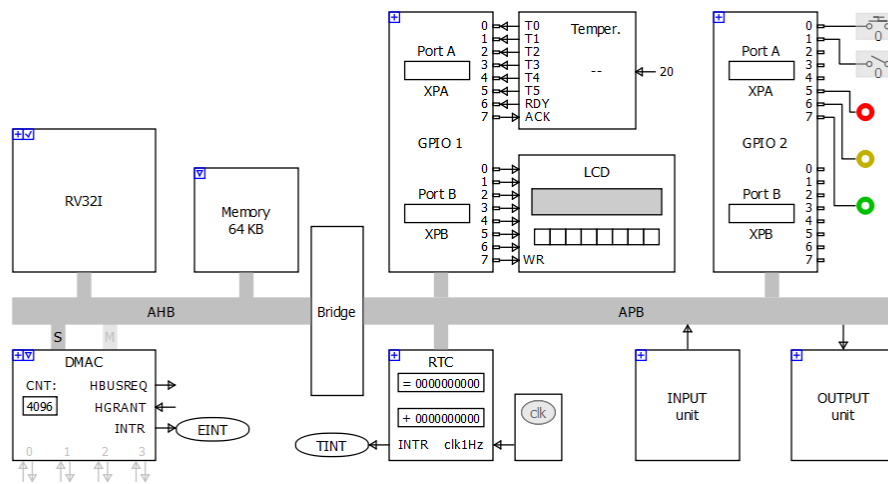 0 T0 Temper.
1 T1
Port A 2 T2
3 T3 -- 20
4 T4
XPA 5 T5
6 RDY
7 ACK
GPIO 1
0 LCD
1
Port B 2
3
4
XPB 5
6
7 WR
0 0
Port A 1
2 0
3
4
XPA 5
6
7
GPIO 2
0
1
Port B 2
3
4
XPB 5
6
7
RV32I
Memory
64 KB
Bridge
AHB
APB
S M
DMAC
CNT: HBUSREQ
4096 HGRANT
INTR EINT
0 1 2 3
RTC
= 0000000000
+ 0000000000
TINT INTR clk1Hz
clk
INPUT
unit
OUTPUT
unit